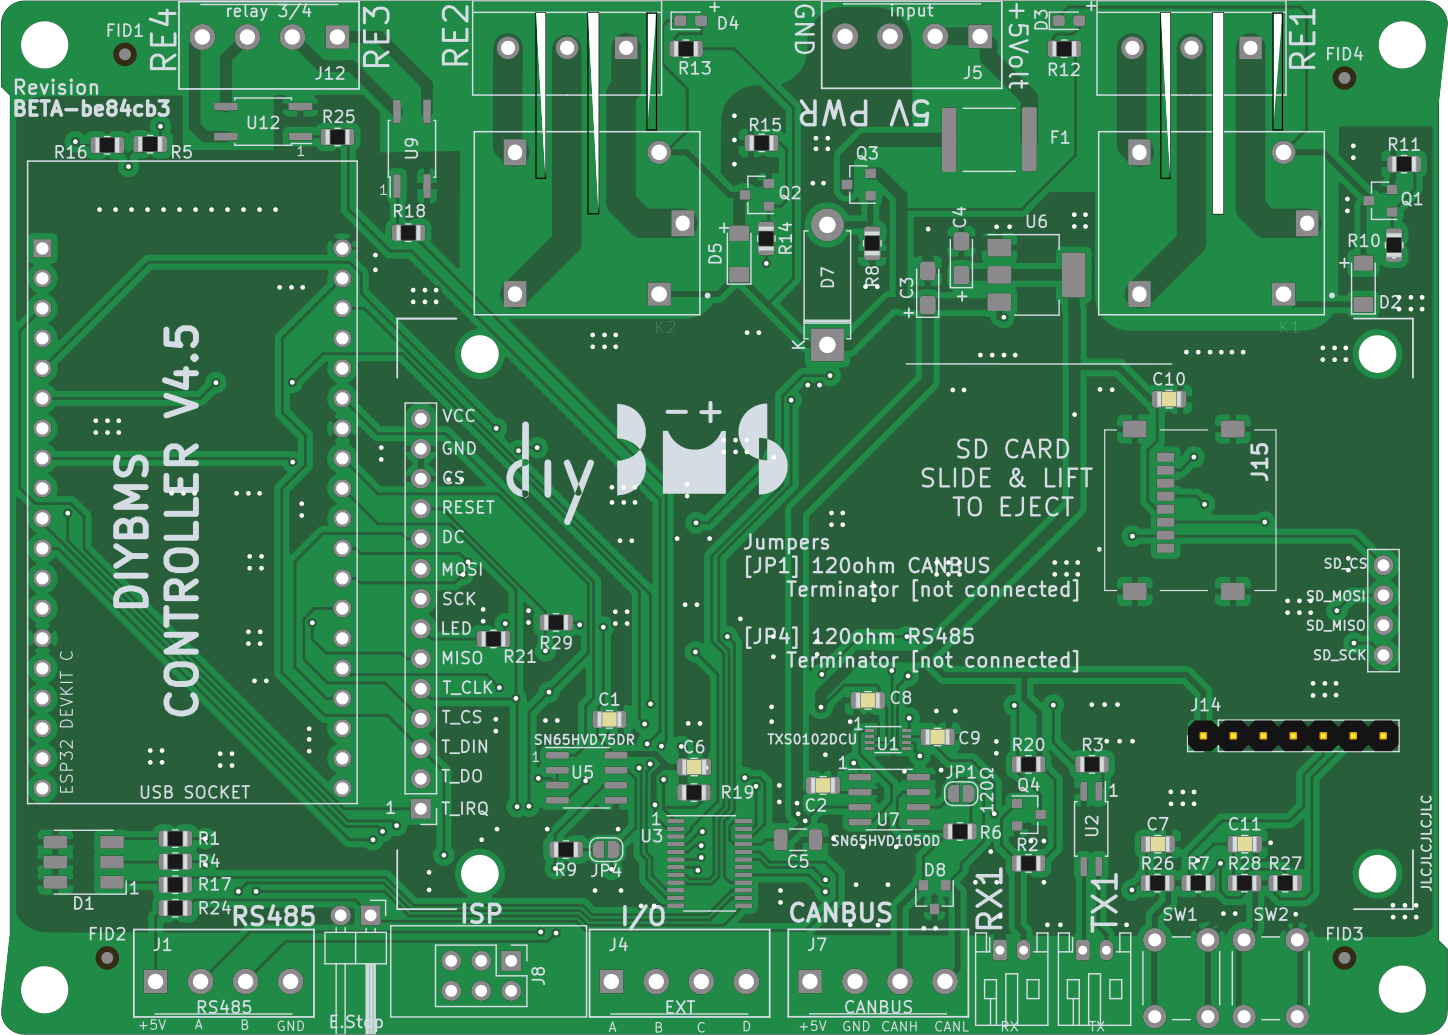 RE4
relay 3/4
RE3
RE2
+
D4
GND
input
+5Volt
D3
+
RE1
FID1
J12
R13
J5
R12
FID4
Revision
BETA-be84cb3
U12
R25
R16
R5
1
U9
1
R18
R15
5V PWR
Q3
F1
R11
Q2
Q1
R14
D5
+
D7
R8
C4
+
C3
+
U6
R10
+
D2
K2
K
K1
DIYBMS
CONTROLLER V4.5
ESP32 DEVKIT C
USB SOCKET
VCC
GND
CS
RESET
DC
MOSI
SCK
LED
MISO
T_CLK
T_CS
T_DIN
T_DO
1
T_IRQ
diy
- +
BMS
C10
SD CARD
SLIDE & LIFT
TO EJECT
J15
Jumpers
[JP1] 120ohm CANBUS
Terminator [not connected]
[JP4] 120ohm RS485
Terminator [not connected]
SD_CS
SD_MOSI
SD_MISO
SD_SCK
R29
R21
C1
SN65HVD75DR
1
U5
C6
R19
R9
JP4
1
U3
C8
1
TXS0102DCU
U1
C9
1
C2
U7
SN65HVD1050D
C5
JP1
120Ω
R6
D8
R20
R3
Q4
1
U2
R2
J14
C7
C11
R26
R7
R28
R27
SW1
SW2
JLCJLCJLCJLC
R1
R4
R17
R24
J1
D1
RS485
ISP
I/O
CANBUS
RX1
TX1
FID2
FID3
J1
RS485
+5V
A
B
GND
E.Stop
J8
J4
EXT
A
B
C
D
J7
CANBUS
+5V
GND
CANH
CANL
RX
TX